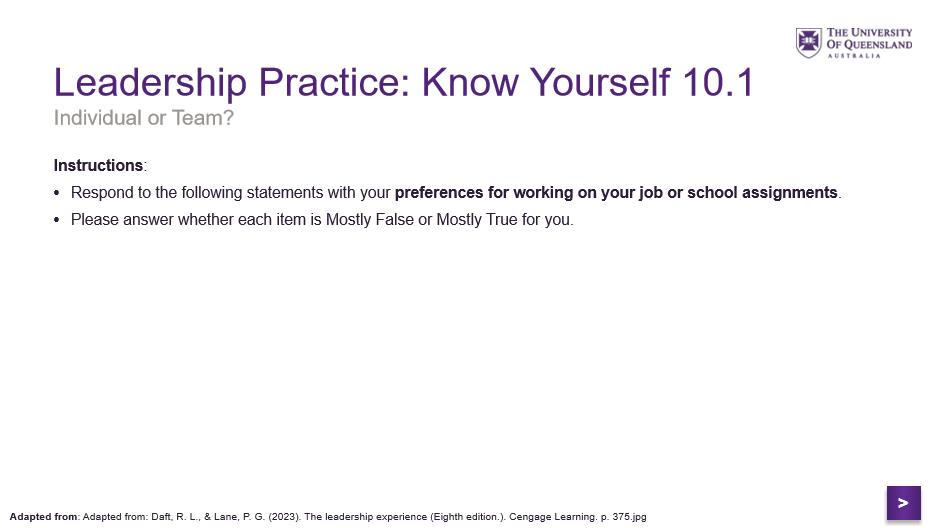 THE UNIVERSITY
OF QUEENSLAND
AUSTRALIA
Leadership Practice: Know Yourself 10.1
Individual or Team?
Instructions:
• Respond to the following statements with your preferences for working on your job or school assignments.
• Please answer whether each item is Mostly False or Mostly True for you.
>
Adapted from: Adapted from: Daft, R. L., & Lane, P. G. (2023). The leadership experience (Eighth edition.). Cengage Learning. p. 375.jpg